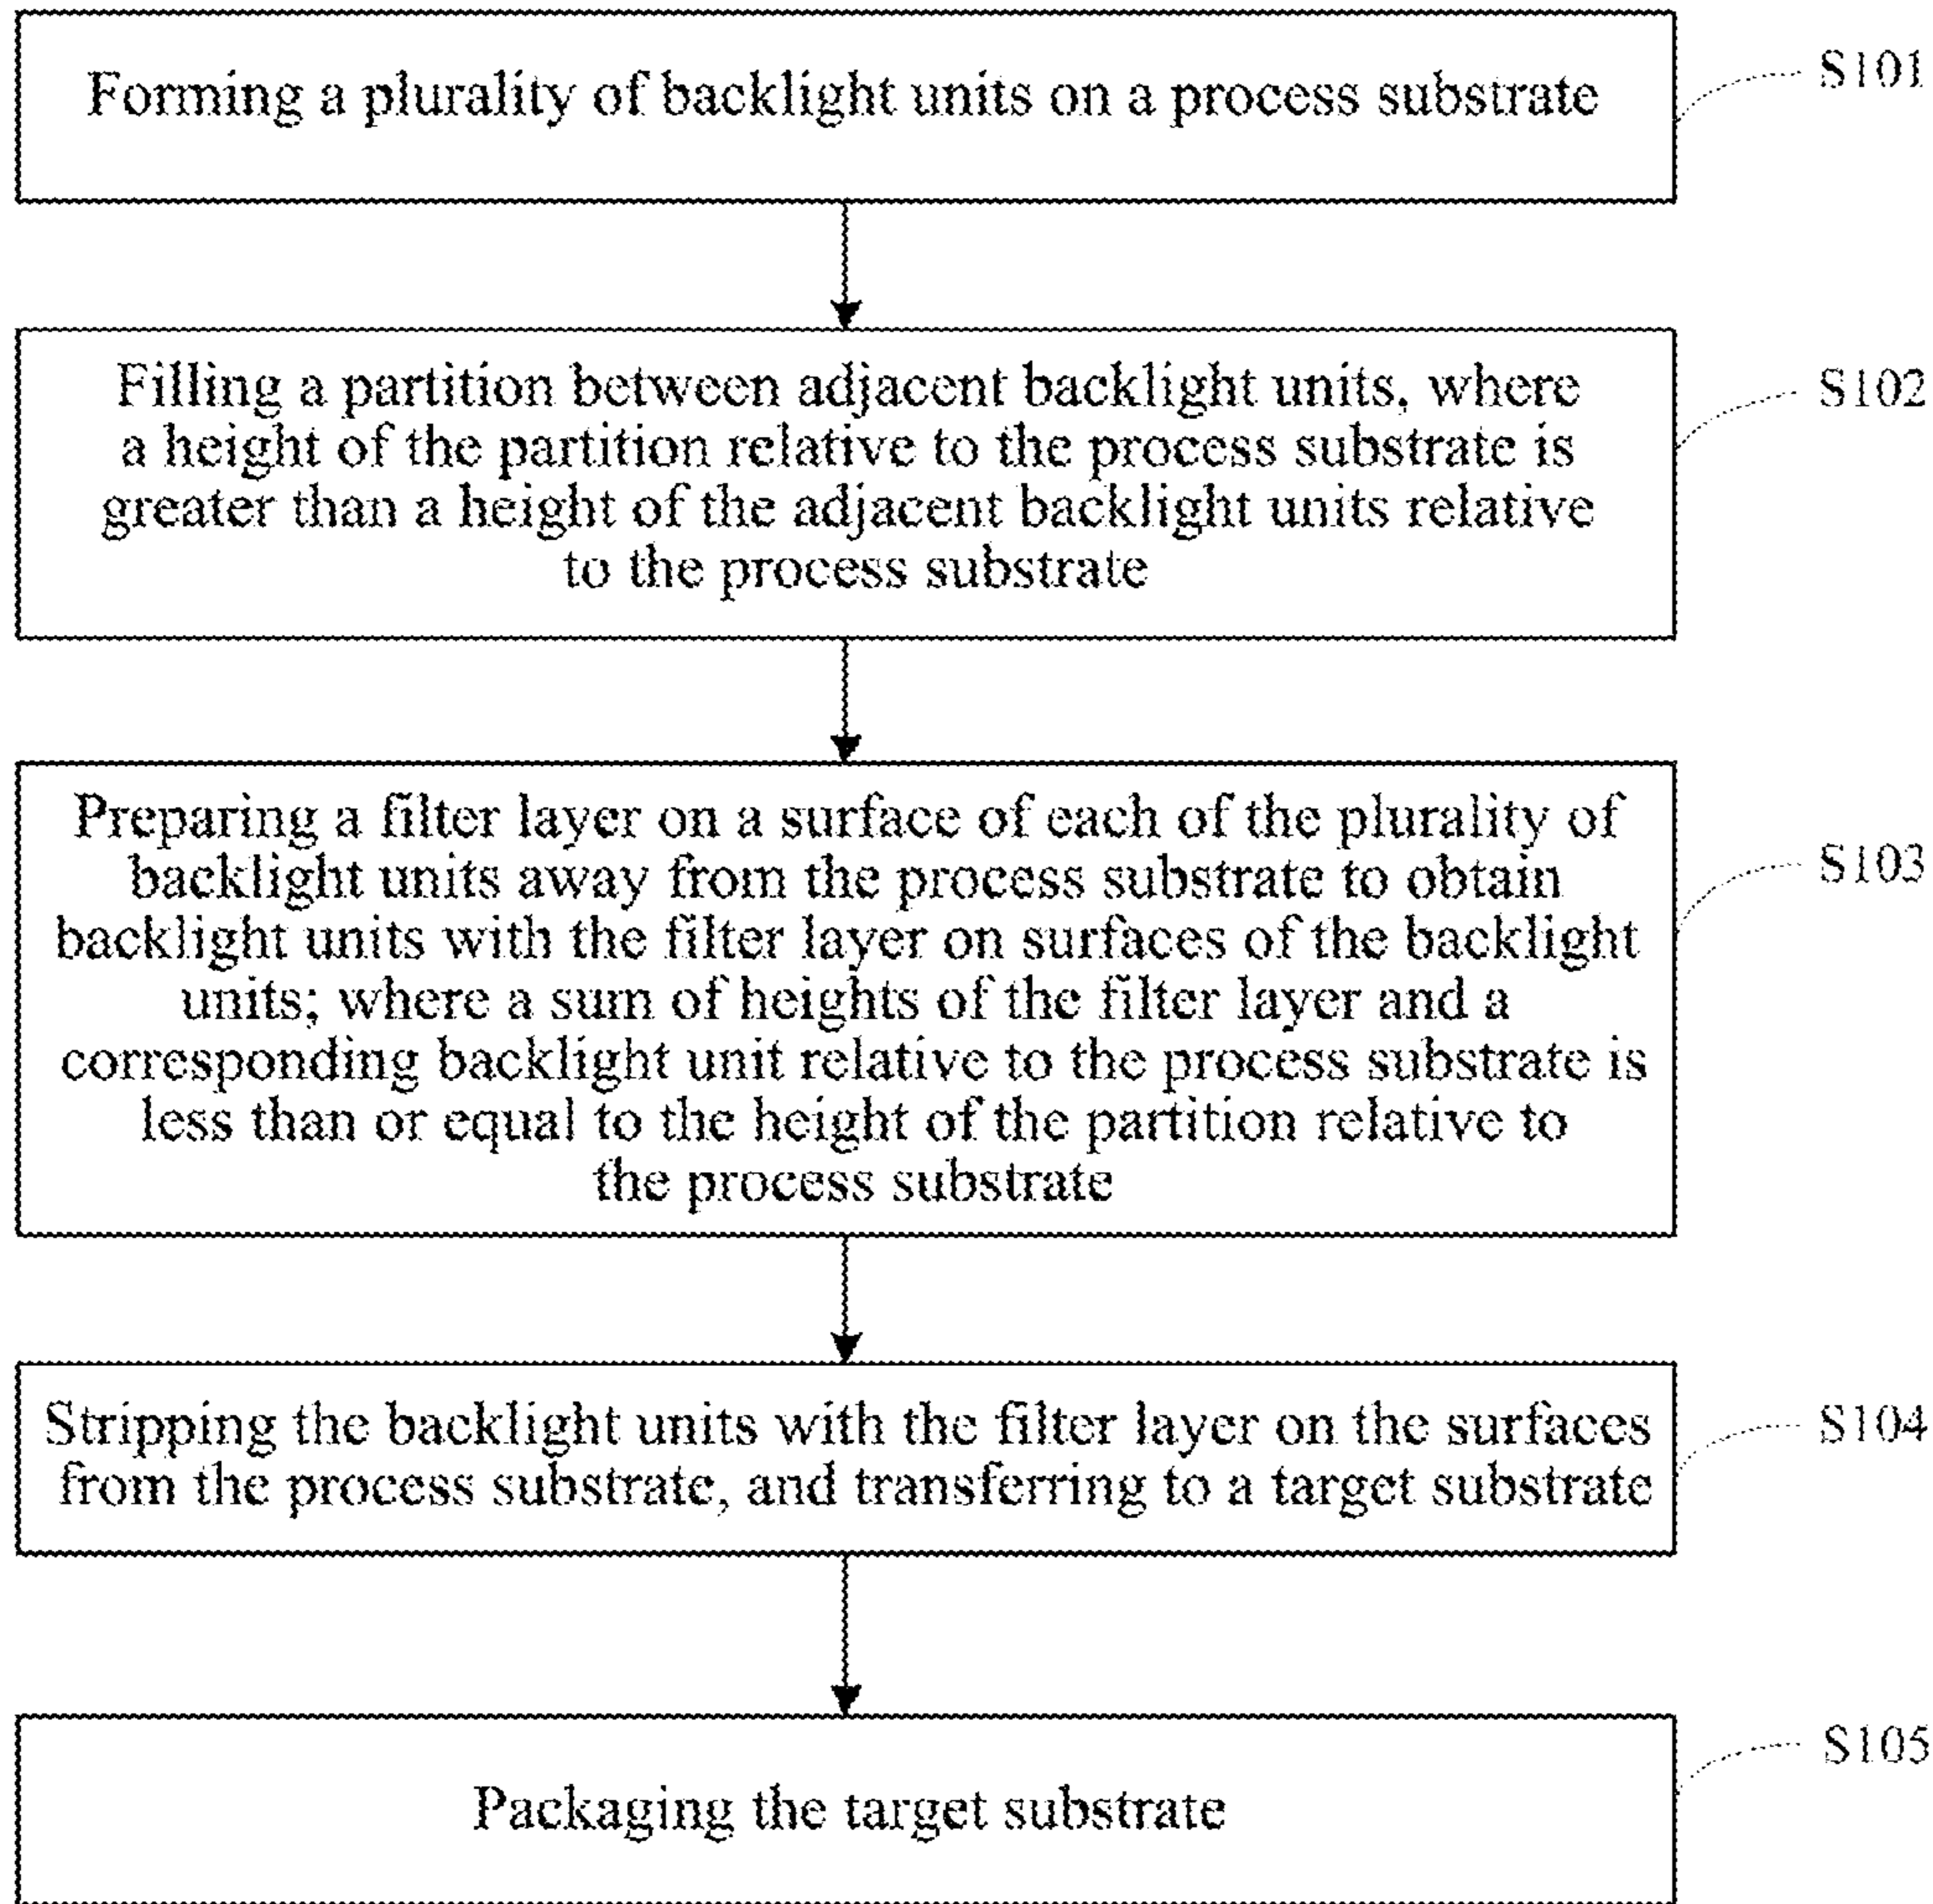 Forming a plurality of backlight units on a process substrate
S101
Filling a partition between adjacent backlight units, where
a height of the partition relative to the process substrate is
greater than a height of the adjacent backlight units relative
to the process substrate
S102
Preparing a filter layer on a surface of each of the plurality of
backlight units away from the process substrate to obtain
backlight units with the filter layer on surfaces of the backlight
units; where a sum of heights of the filter layer and a
corresponding backlight unit relative to the process substrate is
less than or equal to the height of the partition relative to
the process substrate
S103
Stripping the backlight units with the filter layer on the surfaces
from the process substrate, and transferring to a target substrate
S104
Packaging the target substrate
S105